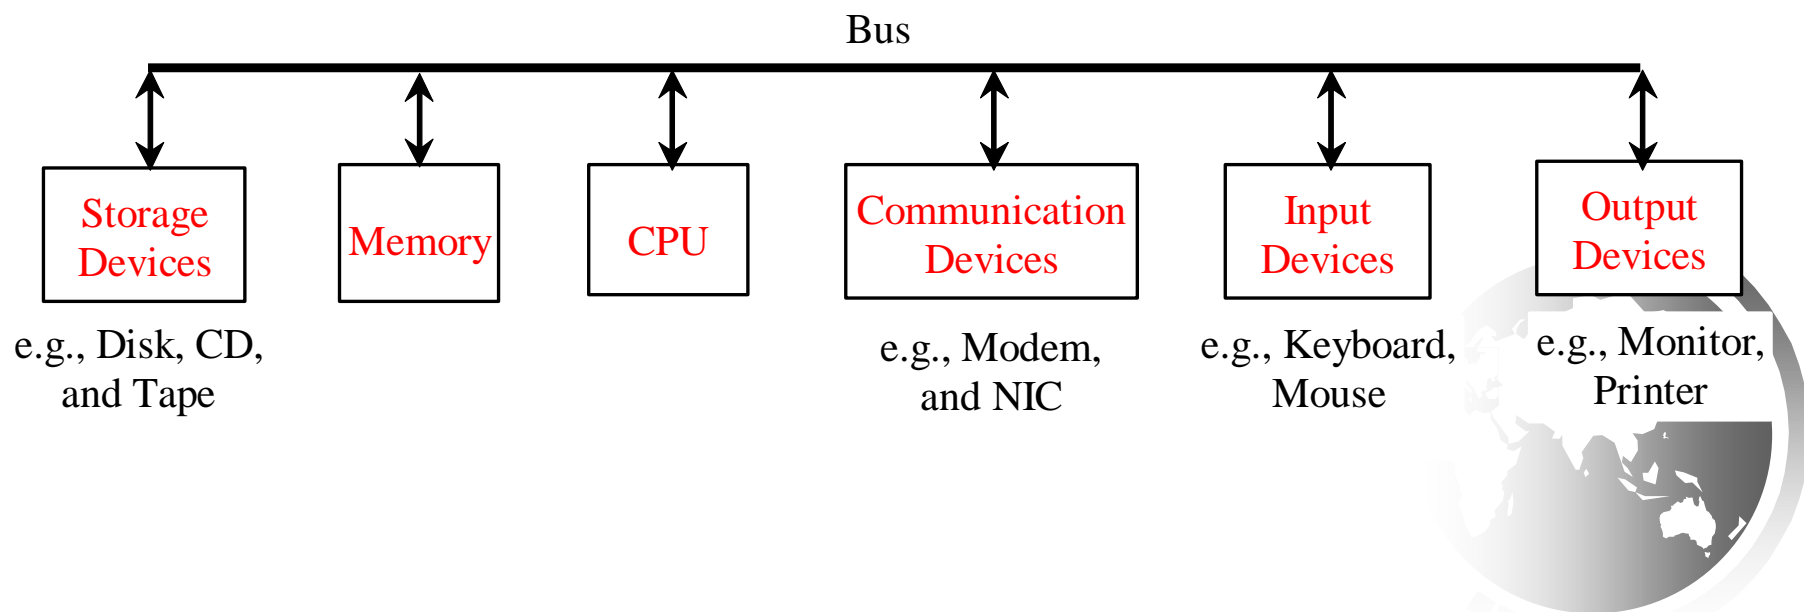 Bus
Storage
Devices
Memory
CPU
Communication
Devices
Input
Devices
Output
Devices
e.g., Disk, CD,
and Tape
e.g., Modem,
and NIC
e.g., Keyboard,
Mouse
e.g., Monitor,
Printer